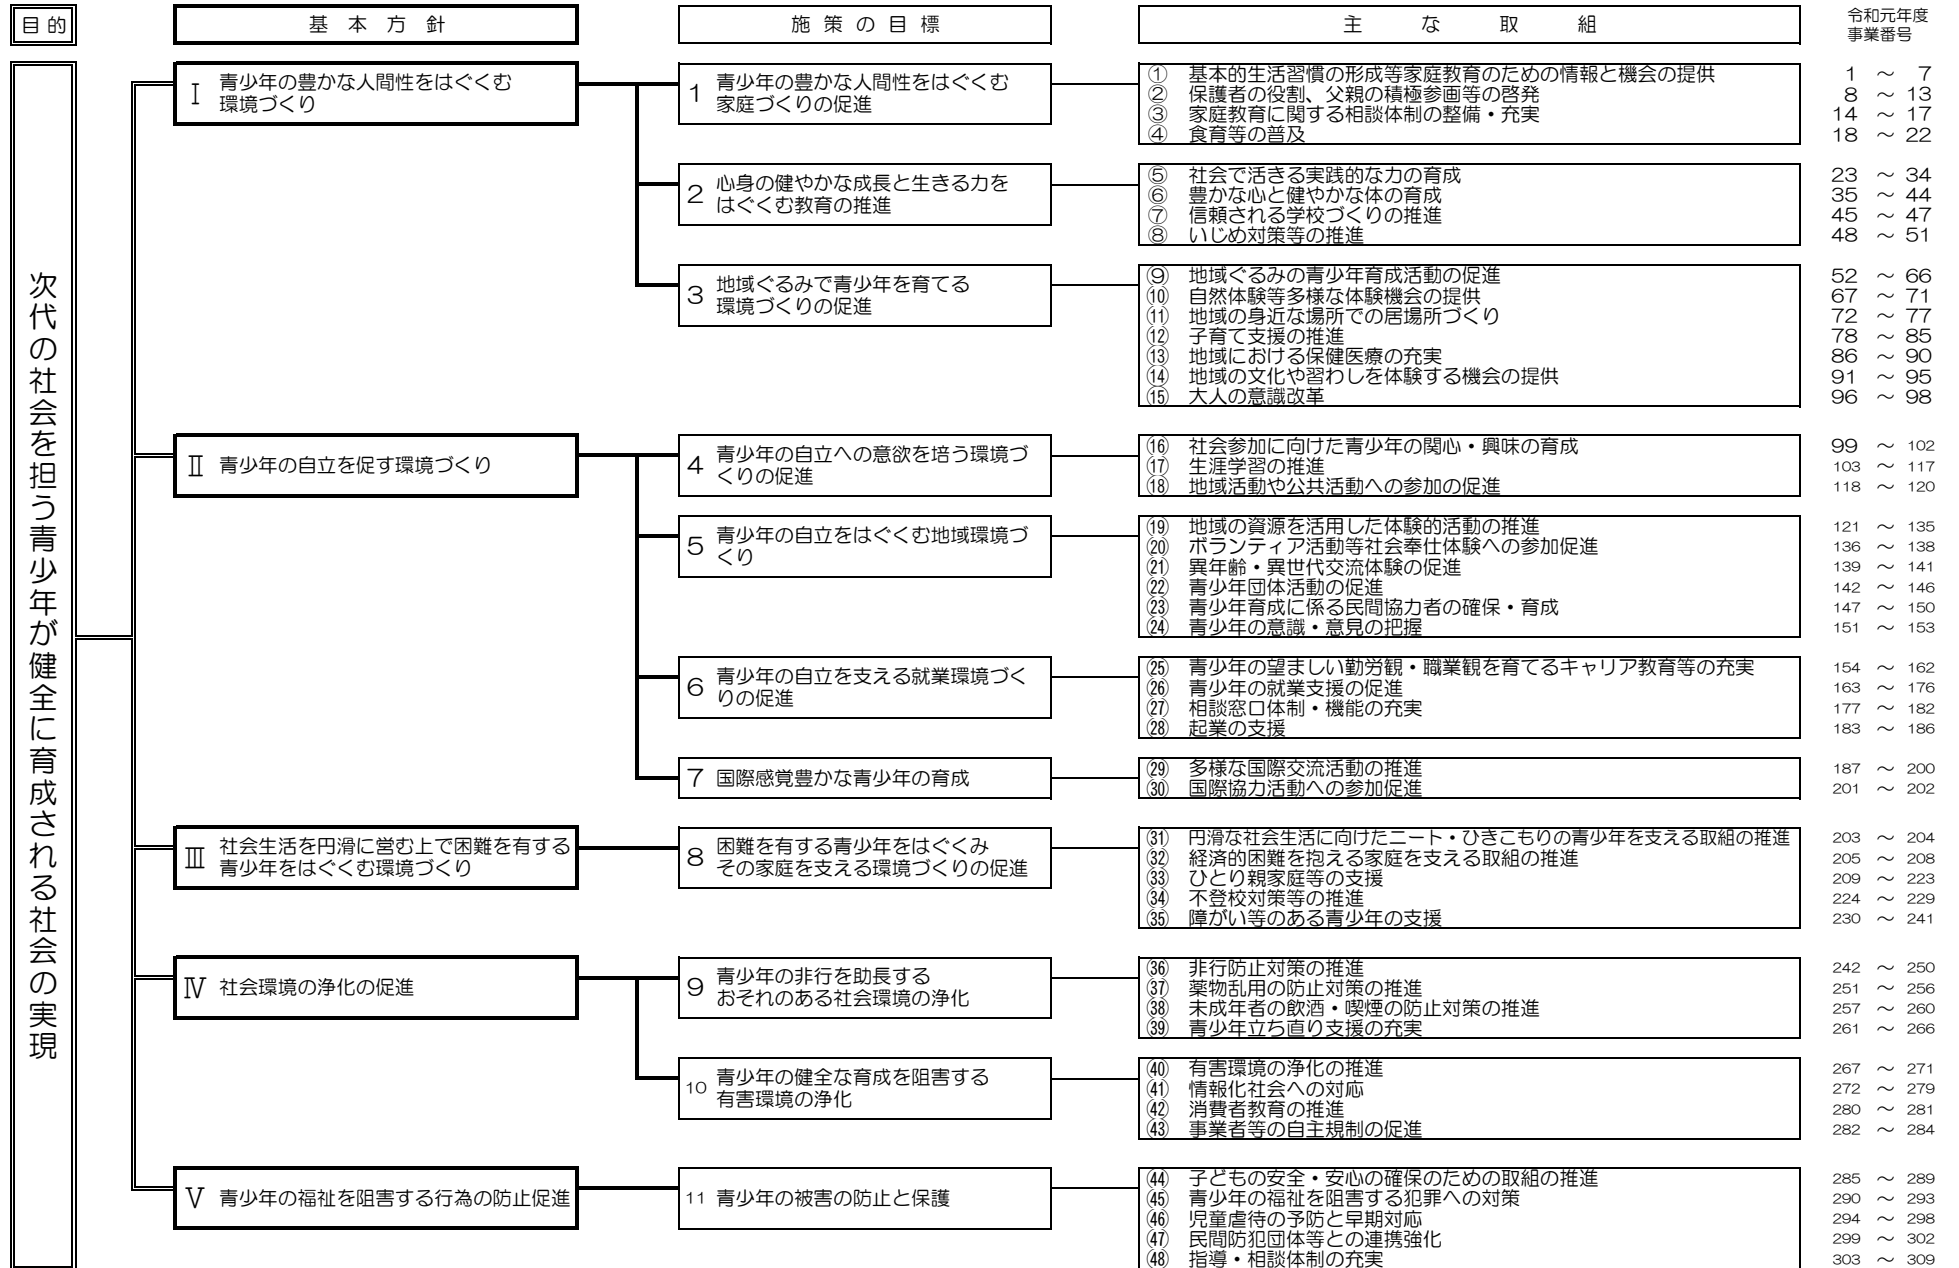 目的
基本方針
施策の目標
主な取組
令和元年度
事業番号
次代の社会を担う青少年が健全に育成される社会の実現
Ⅰ 青少年の豊かな人間性をはぐくむ
環境づくり
1 青少年の豊かな人間性をはぐくむ
家庭づくりの促進
① 基本的生活習慣の形成等家庭教育のための情報と機会の提供 1 ～ 7
② 保護者の役割、父親の積極参画等の啓発 8 ～ 13
③ 家庭教育に関する相談体制の整備・充実 14 ～ 17
④ 食育等の普及 18 ～ 22
2 心身の健やかな成長と生きる力を
はぐくむ教育の推進
⑤ 社会で活きる実践的な力の育成 23 ～ 34
⑥ 豊かな心と健やかな体の育成 35 ～ 44
⑦ 信頼される学校づくりの推進 45 ～ 47
⑧ いじめ対策等の推進 48 ～ 51
3 地域ぐるみで青少年を育てる
環境づくりの促進
⑨ 地域ぐるみの青少年育成活動の促進 52 ～ 66
⑩ 自然体験等多様な体験機会の提供 67 ～ 71
⑪ 地域の身近な場所での居場所づくり 72 ～ 77
⑫ 子育て支援の推進 78 ～ 85
⑬ 地域における保健医療の充実 86 ～ 90
⑭ 地域の文化や習わしを体験する機会の提供 91 ～ 95
⑮ 大人の意識改革 96 ～ 98
Ⅱ 青少年の自立を促す環境づくり
4 青少年の自立への意欲を培う環境づ
くりの促進
⑯ 社会参加に向けた青少年の関心・興味の育成 99 ～ 102
⑰ 生涯学習の推進 103 ～ 117
⑱ 地域活動や公共活動への参加の促進 118 ～ 120
5 青少年の自立をはぐくむ地域環境づ
くり
⑲ 地域の資源を活用した体験的活動の推進 121 ～ 135
⑳ ボランティア活動等社会奉仕体験への参加促進 136 ～ 138
㉑ 異年齢・異世代交流体験の促進 139 ～ 141
㉒ 青少年団体活動の促進 142 ～ 146
㉓ 青少年育成に係る民間協力者の確保・育成 147 ～ 150
㉔ 青少年の意識・意見の把握 151 ～ 153
6 青少年の自立を支える就業環境づく
りの促進
㉕ 青少年の望ましい勤労観・職業観を育てるキャリア教育等の充実 154 ～ 162
㉖ 青少年の就業支援の促進 163 ～ 176
㉗ 相談窓口体制・機能の充実 177 ～ 182
㉘ 起業の支援 183 ～ 186
7 国際感覚豊かな青少年の育成
㉙ 多様な国際交流活動の推進 187 ～ 200
㉚ 国際協力活動への参加促進 201 ～ 202
Ⅲ 社会生活を円滑に営む上で困難を有する
青少年をはぐくむ環境づくり
8 困難を有する青少年をはぐくみ
その家庭を支える環境づくりの促進
㉛ 円滑な社会生活に向けたニート・ひきこもりの青少年を支える取組の推進 203 ～ 204
㉜ 経済的困難を抱える家庭を支える取組の推進 205 ～ 208
㉝ ひとり親家庭等の支援 209 ～ 223
㉞ 不登校対策等の推進 224 ～ 229
㉟ 障がい等のある青少年の支援 230 ～ 241
Ⅳ 社会環境の浄化の促進
9 青少年の非行を助長する
おそれのある社会環境の浄化
㊱ 非行防止対策の推進 242 ～ 250
㊲ 薬物乱用の防止対策の推進 251 ～ 256
㊳ 未成年者の飲酒・喫煙の防止対策の推進 257 ～ 260
㊴ 青少年立ち直り支援の充実 261 ～ 266
10 青少年の健全な育成を阻害する
有害環境の浄化
㊵ 有害環境の浄化の推進 267 ～ 271
㊶ 情報化社会への対応 272 ～ 279
㊷ 消費者教育の推進 280 ～ 281
㊸ 事業者等の自主規制の促進 282 ～ 284
Ⅴ 青少年の福祉を阻害する行為の防止促進
11 青少年の被害の防止と保護
㊹ 子どもの安全・安心の確保のための取組の推進 285 ～ 289
㊺ 青少年の福祉を阻害する犯罪への対策 290 ～ 293
㊻ 児童虐待の予防と早期対応 294 ～ 298
㊼ 民間防犯団体等との連携強化 299 ～ 302
㊽ 指導・相談体制の充実 303 ～ 309